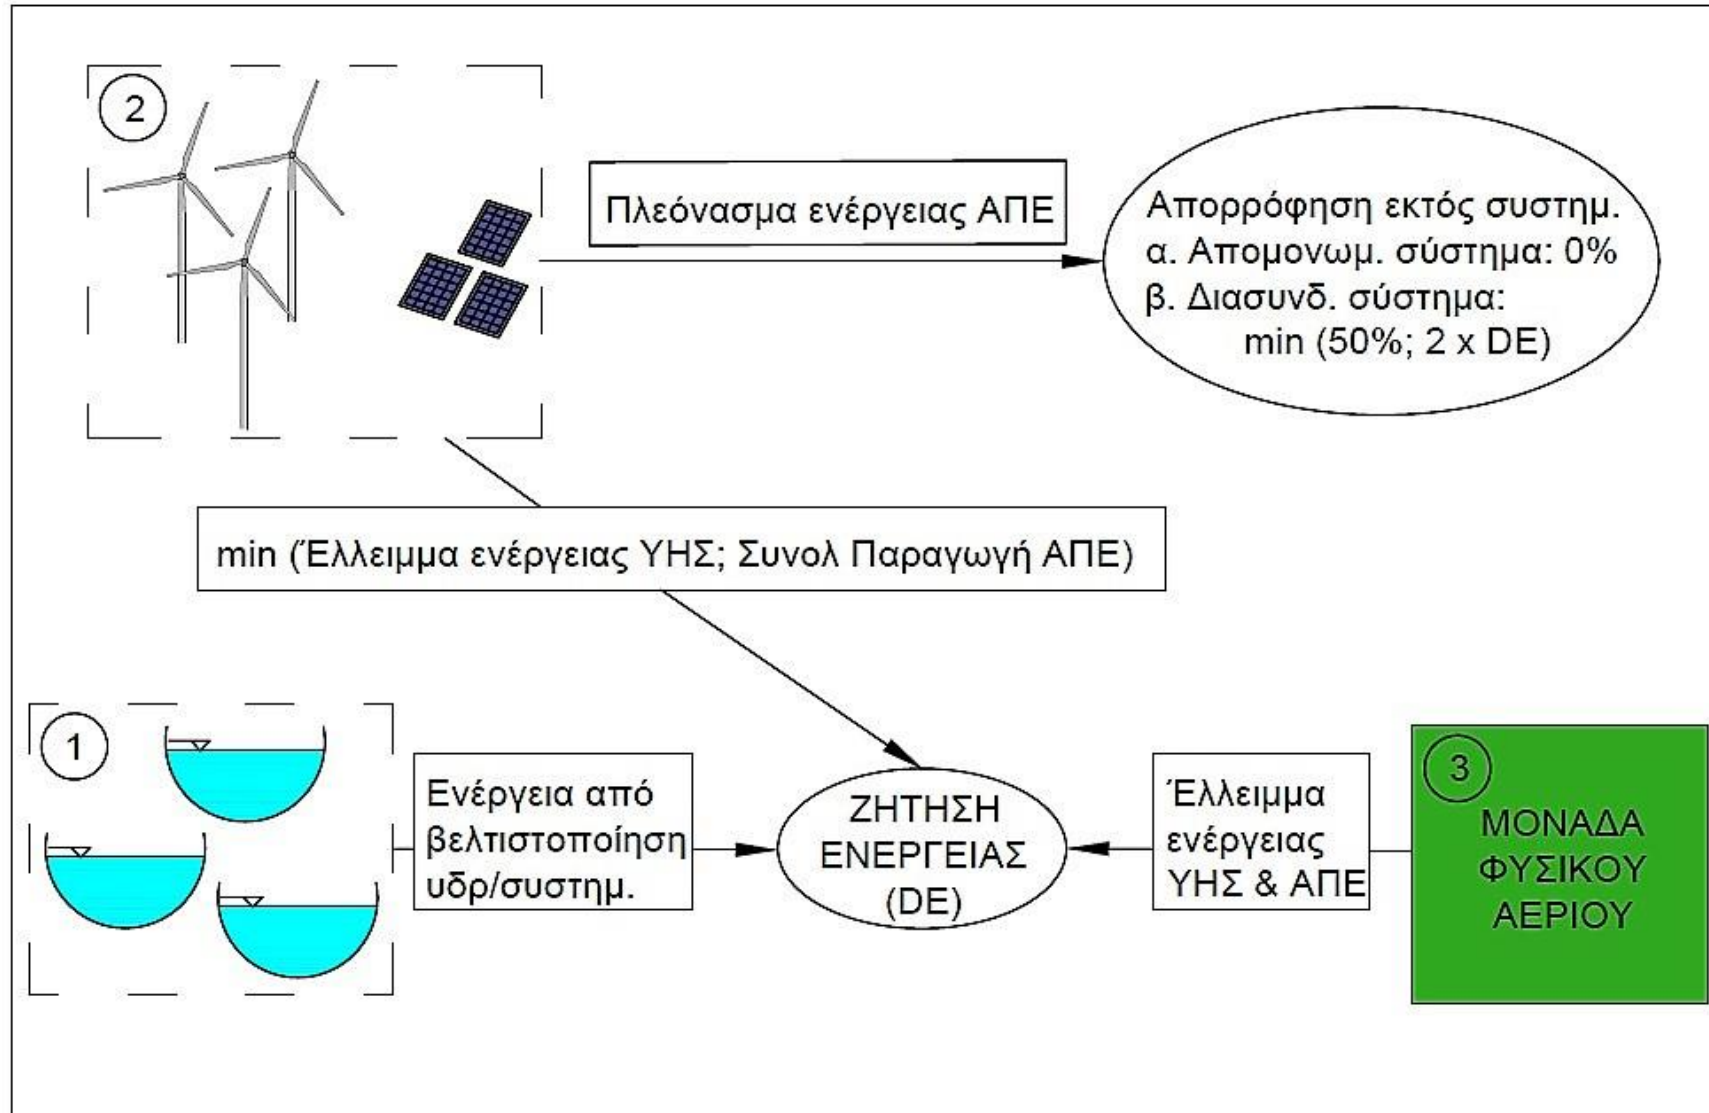 2
Πλεόνασμα ενέργειας ΑΠΕ
Απορρόφηση εκτός συστημ.
α. Απομονωμ. σύστημα: 0%
β. Διασυνδ. σύστημα:
min (50%; 2 x DE)
min (Έλλειμμα ενέργειας ΥΗΣ; Συνολ Παραγωγή ΑΠΕ)
1
Ενέργεια από
βελτιστοποίηση
υδρ/συστημ.
ΖΗΤΗΣΗ
ΕΝΕΡΓΕΙΑΣ
(DE)
Έλλειμμα
ενέργειας
ΥΗΣ & ΑΠΕ
3
ΜΟΝΑΔΑ
ΦΥΣΙΚΟΥ
ΑΕΡΙΟΥ